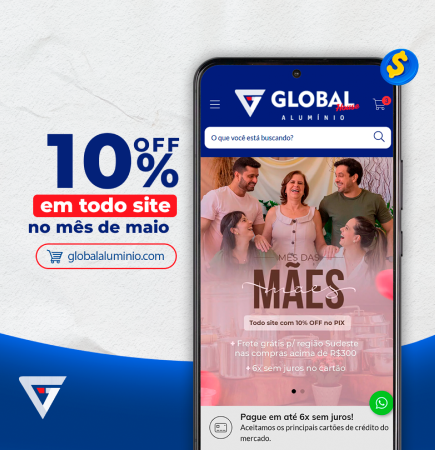 10% OFF
em todo site
no mês de maio
globalaluminio.com
GLOBAL
ALUMÍNIO
O que você está buscando?
MÊS DAS
MÃES
mães
Todo site com 10% OFF no PIX
+ Frete grátis p/ região Sudeste
nas compras acima de R$300
+ 6x sem juros no cartão
Pague em até 6x sem juros!
Aceitamos os principais cartões de crédito do
mercado.